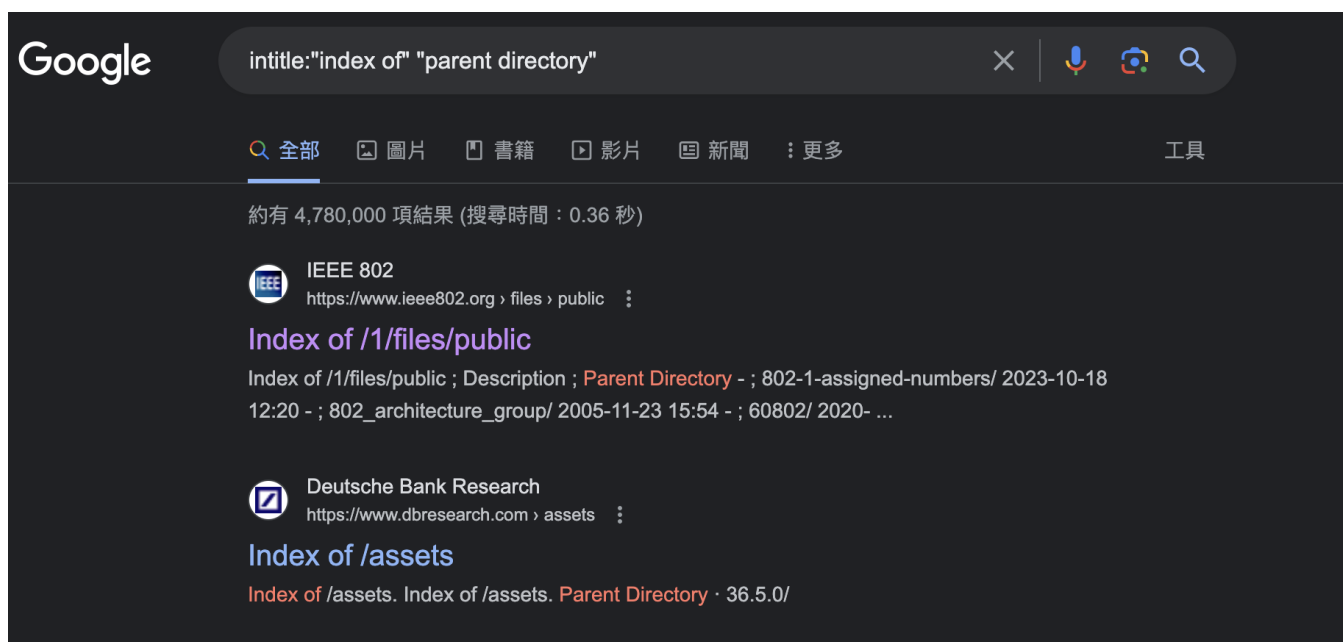 Google
intitle:"index of" "parent directory"
全部 圖片 書籍 影片 新聞 更多 工具
約有 4,780,000 項結果 (搜尋時間：0.36 秒)
IEEE
IEEE 802
https://www.ieee802.org › files › public
Index of /1/files/public
Index of /1/files/public ; Description ; Parent Directory - ; 802-1-assigned-numbers/ 2023-10-18
12:20 - ; 802_architecture_group/ 2005-11-23 15:54 - ; 60802/ 2020- ...
Deutsche Bank Research
https://www.dbresearch.com › assets
Index of /assets
Index of /assets. Index of /assets. Parent Directory · 36.5.0/